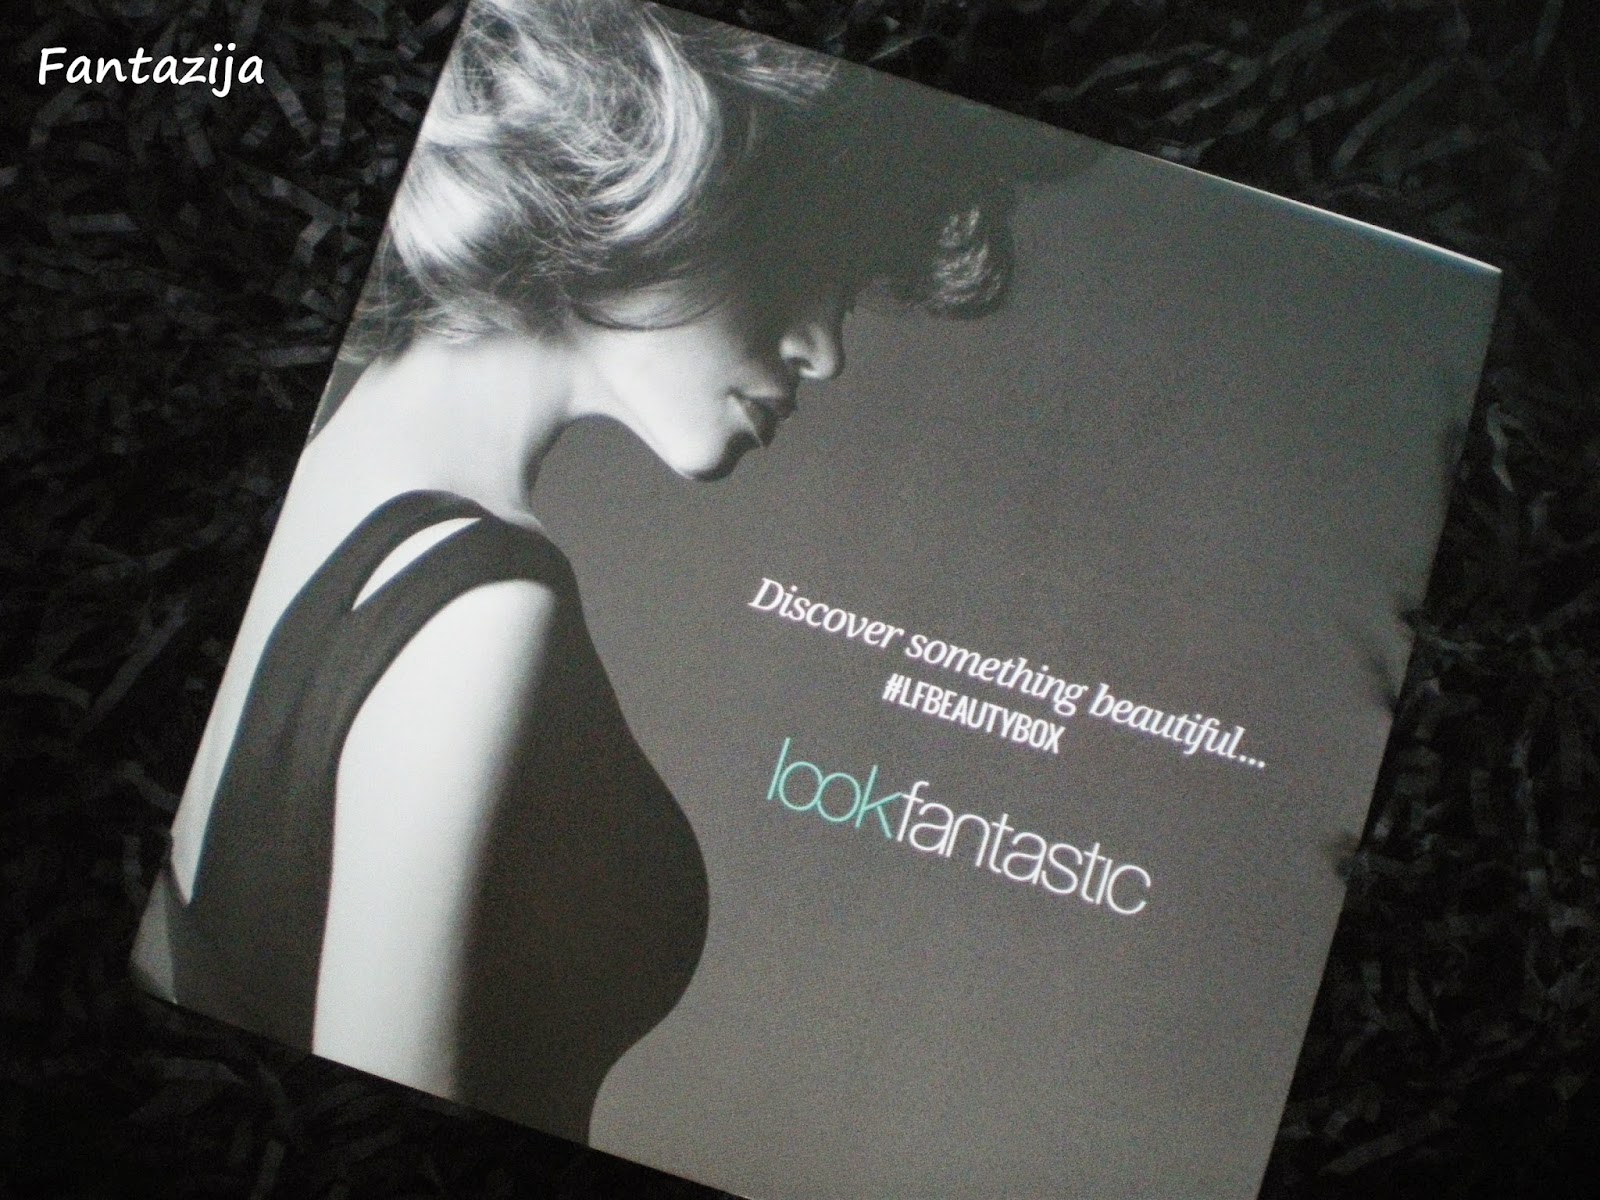 Fantazija
Discover something beautiful...
#LFBEAUTYBOX
lookfantastic